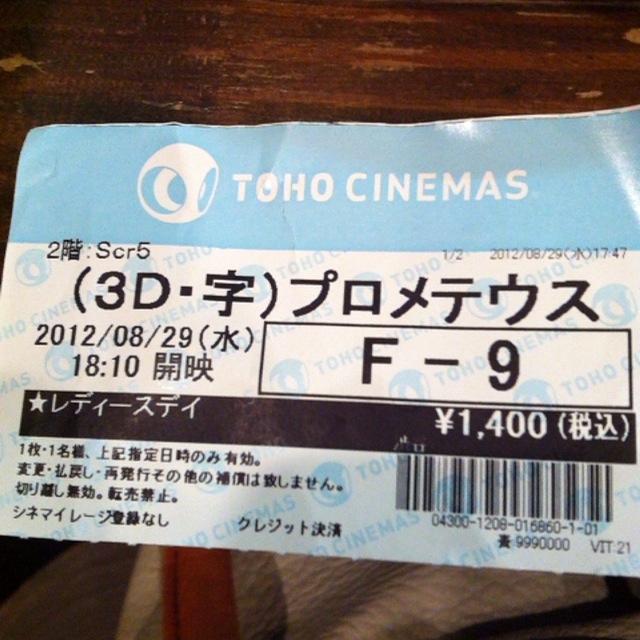 TOHO CINEMAS
2階:Scr5
1/2 2012/08/29(水)17:47
(3D・字)プロメテウス
2012/08/29(水)
18:10 開映
F-9
★レディースデイ
¥1,400(税込)
1枚・1名様、上記指定日時のみ有効。
変更・払戻し・再発行その他の補償は致しません。
切り離し無効。転売禁止。
シネマイレージ登録なし
クレジット決済
04300-1208-016860-1-01
9990000
VIT:21